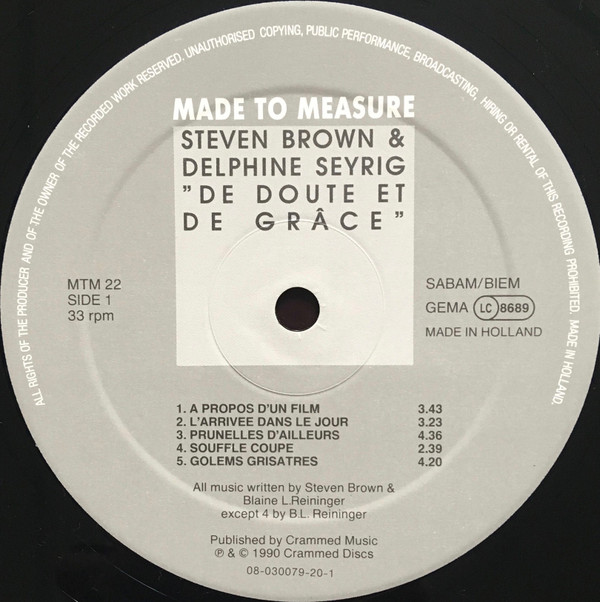 ALL RIGHTS OF THE PRODUCER AND OF THE OWNER OF THE RECORDED WORK RESERVED. UNAUTHORISED COPYING, PUBLIC PERFORMANCE, BROADCASTING, HIRING OR RENTAL OF THIS RECORDING PROHIBITED. MADE IN HOLLAND.
MADE TO MEASURE
STEVEN BROWN &
DELPHINE SEYRIG
"DE DOUTE ET
DE GRÂCE"
MTM 22
SIDE 1
33 rpm
SABAM/BIEM
GEMA LC 8689
MADE IN HOLLAND
1. A PROPOS D'UN FILM 3.43
2. L'ARRIVEE DANS LE JOUR 3.23
3. PRUNELLES D'AILLEURS 4.36
4. SOUFFLE COUPE 2.39
5. GOLEMS GRISATRES 4.20
All music written by Steven Brown &
Blaine L.Reininger
except 4 by B.L. Reininger
Published by Crammed Music
℗ & © 1990 Crammed Discs
08-030079-20-1